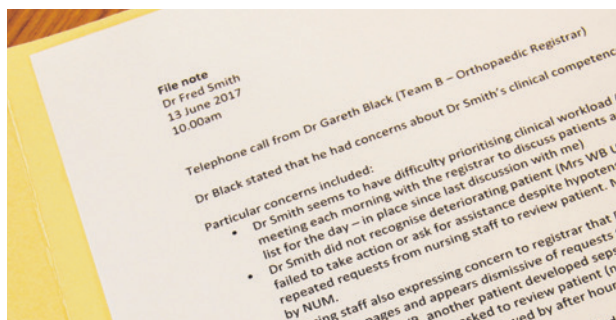 File note
Dr Fred Smith
13 June 2017
10.00am
Telephone call from Dr Gareth Black (Team B – Orthopaedic Registrar)
Dr Black stated that he had concerns about Dr Smith's clinical competenc
Particular concerns included:
• Dr Smith seems to have difficulty prioritising clinical workload
meeting each morning with the registrar to discuss patients a
list for the day – in place since last discussion with me)
• Dr Smith did not recognise deteriorating patient (Mrs WB
failed to take action or ask for assistance despite hypoten
repeated requests from nursing staff to review patient.
by NUM.
staff also expressing concern to registrar that
pages and appears dismissive of requests
another patient developed seps
asked to review patient
by after hou